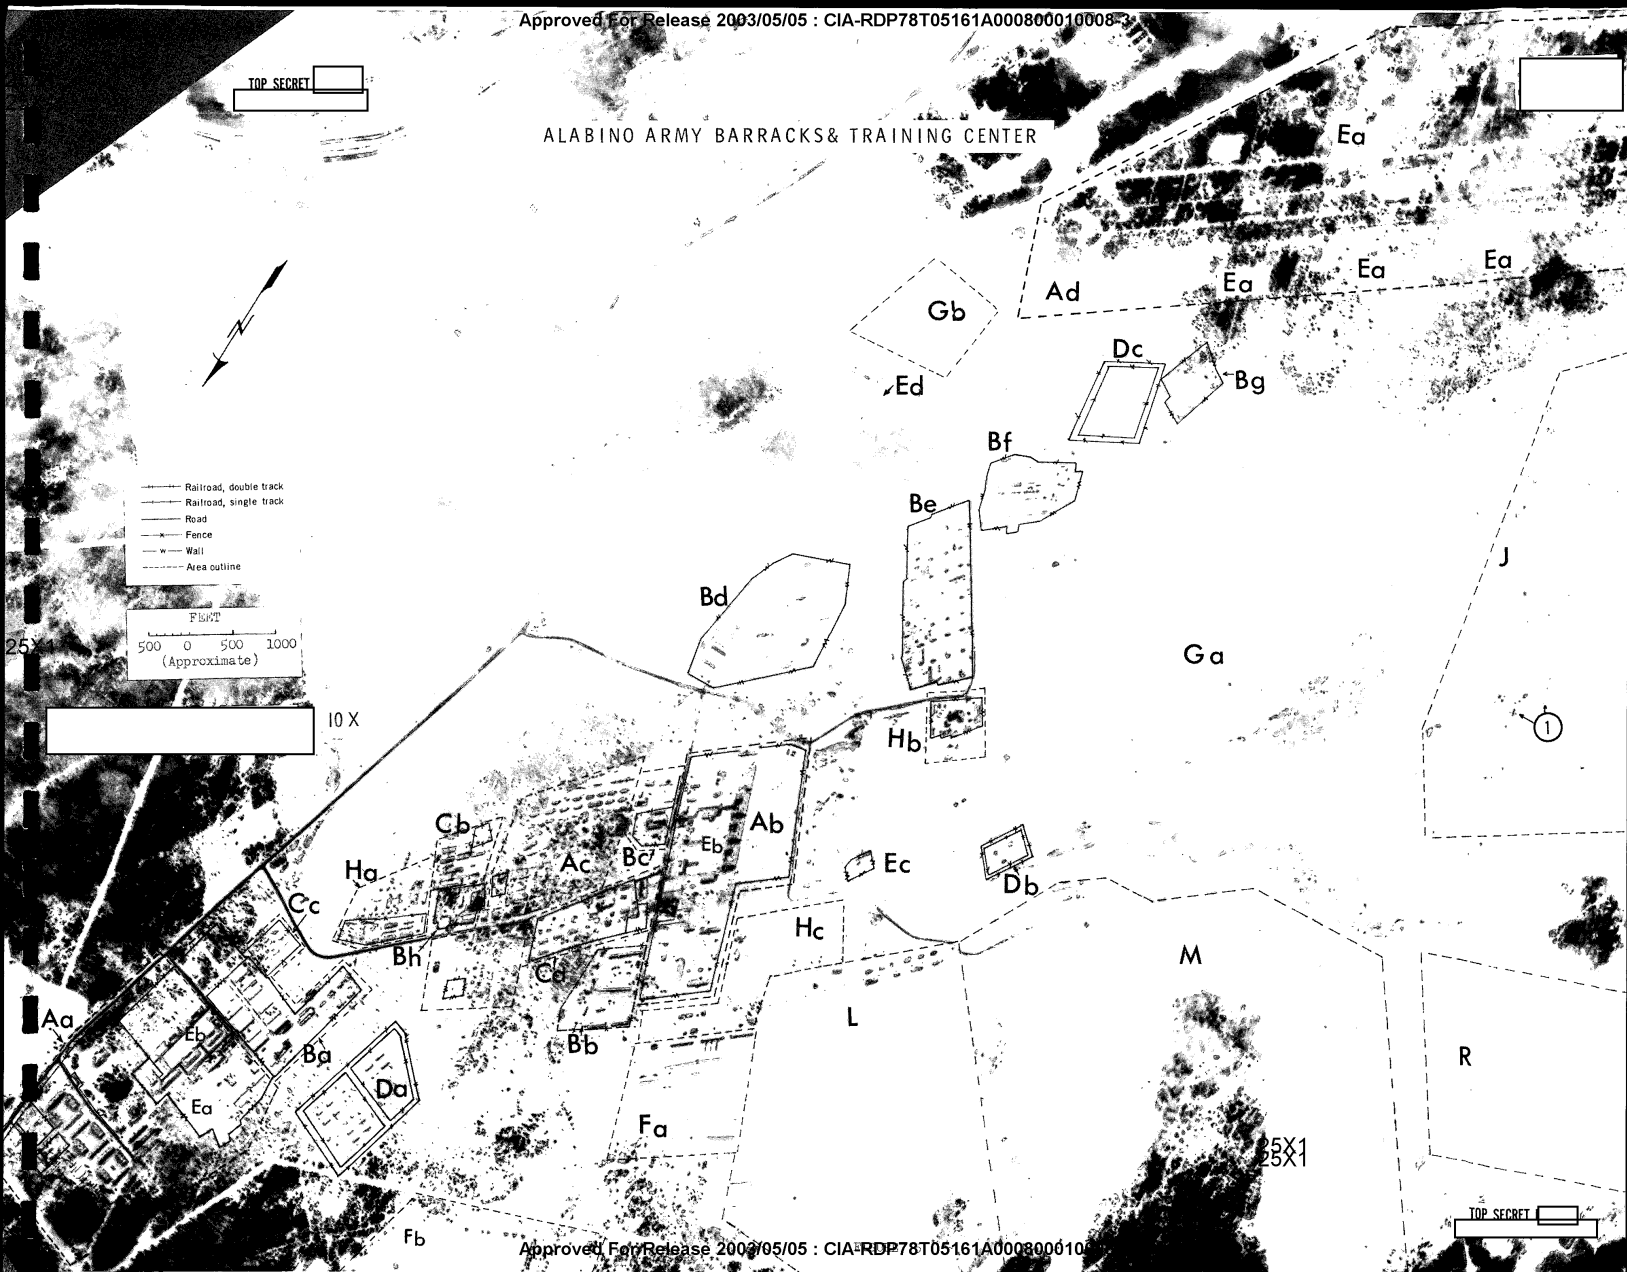 Approved For Release 2003/05/05 : CIA-RDP78T05161A000800010008-3
TOP SECRET
ALABINO ARMY BARRACKS& TRAINING CENTER
Ea
Ea
Ea
Ea
Ad
Gb
N
Dc
Ed
Bg
Bf
Be
Railroad, double track
Railroad, single track
Road
Fence
Wall
Area outline
J
Bd
FEET
500 0 500 1000
(Approximate)
25X1
Ga
10 X
1
Hb
Cb
Ab
Eb
Bc
Ac
Ha
Ec
Db
Cc
Hc
Bh
Cd
M
L
Aa
Eb
Bb
Ba
R
Da
Ea
Fa
25X1
25X1
TOP SECRET
Fb
Approved For Release 2003/05/05 : CIA-RDP78T05161A000800010